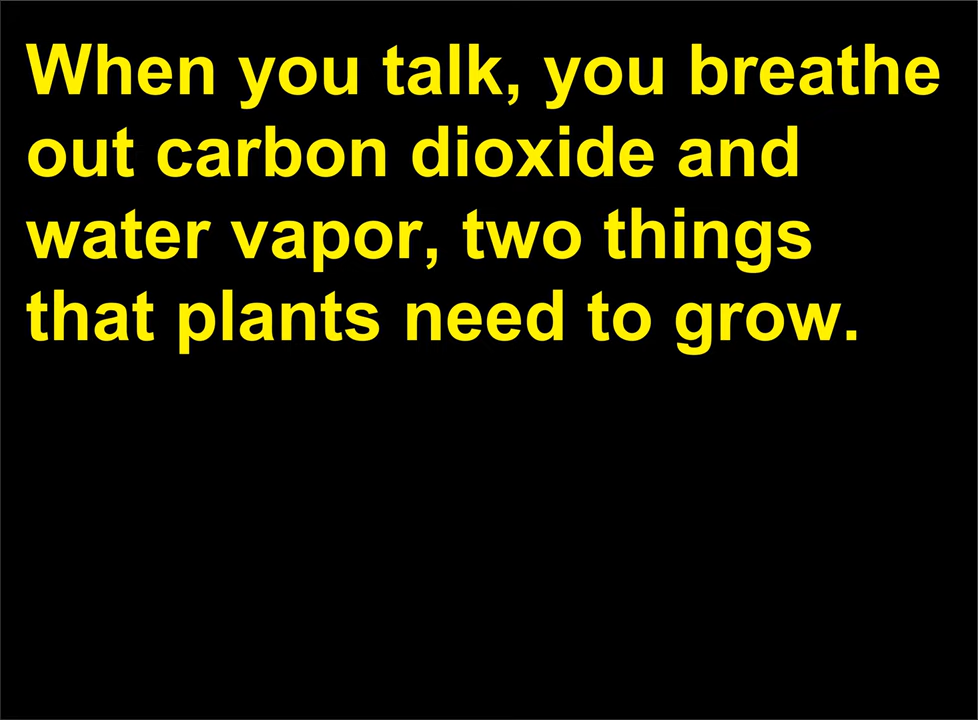 When you talk, you breathe
out carbon dioxide and
water vapor, two things
that plants need to grow.